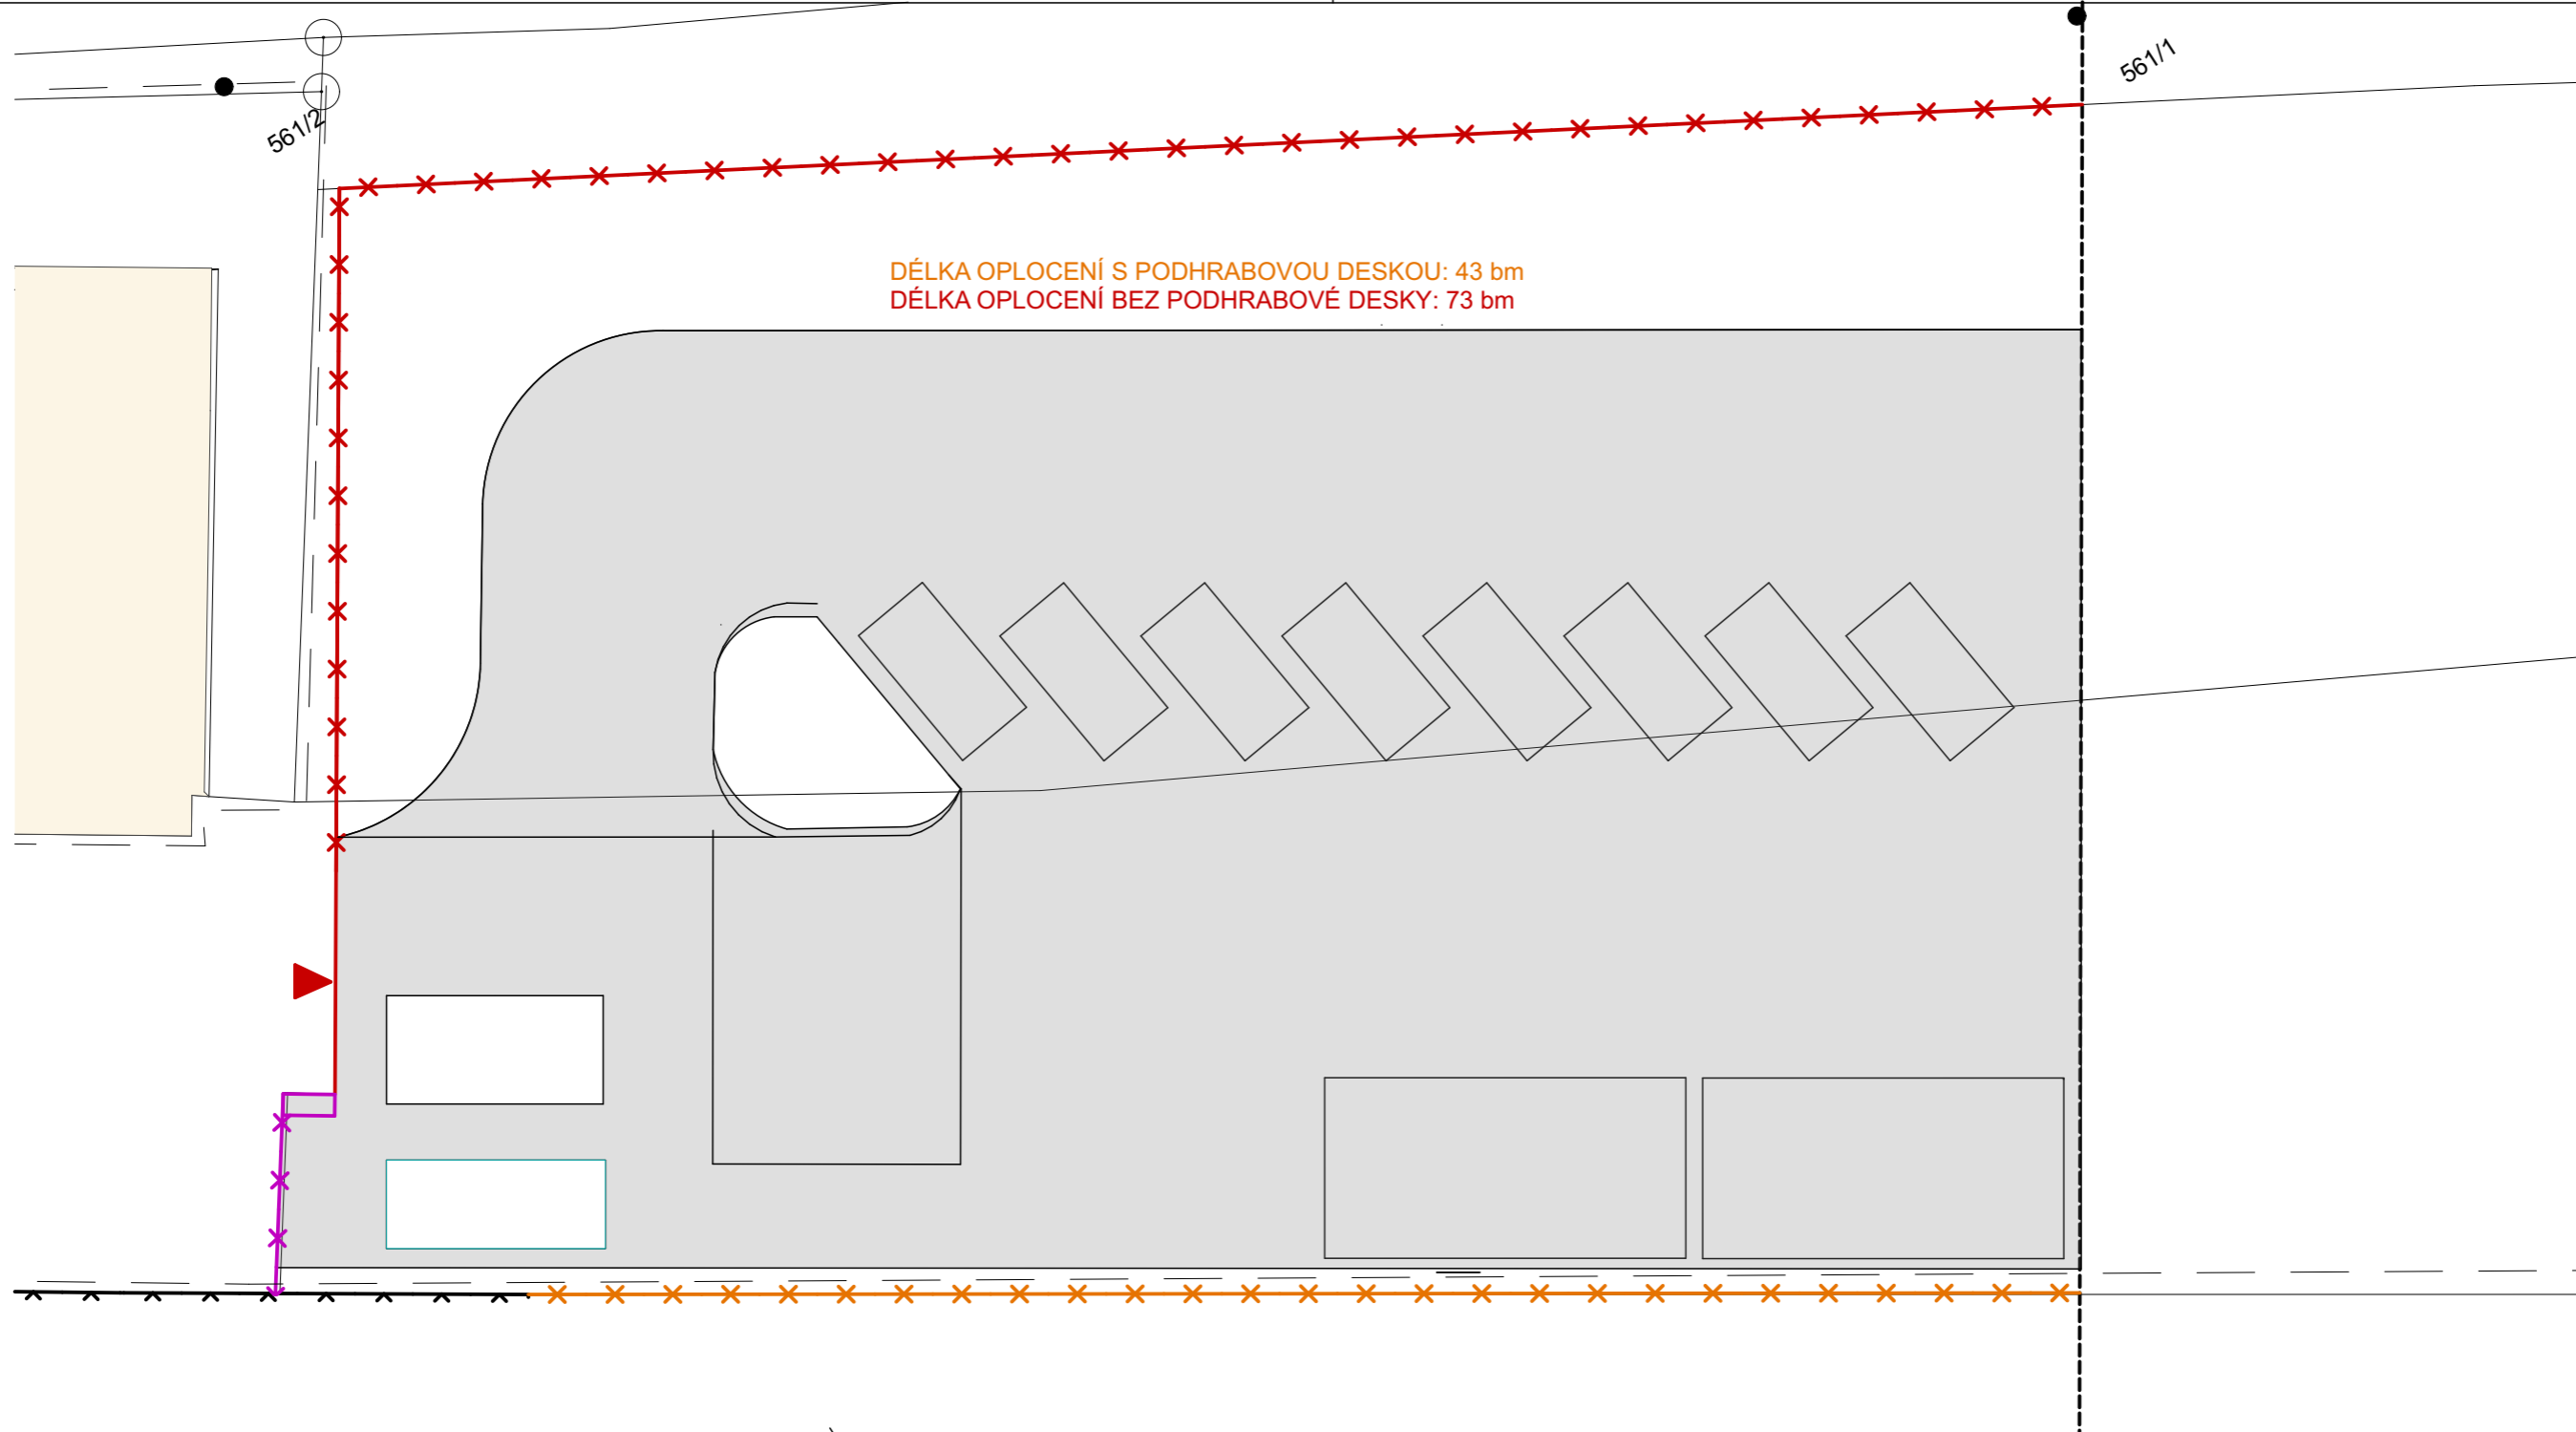 561/1
561/2
DÉLKA OPLOCENÍ S PODHRABOVOU DESKOU: 43 bm
DÉLKA OPLOCENÍ BEZ PODHRABOVÉ DESKY: 73 bm